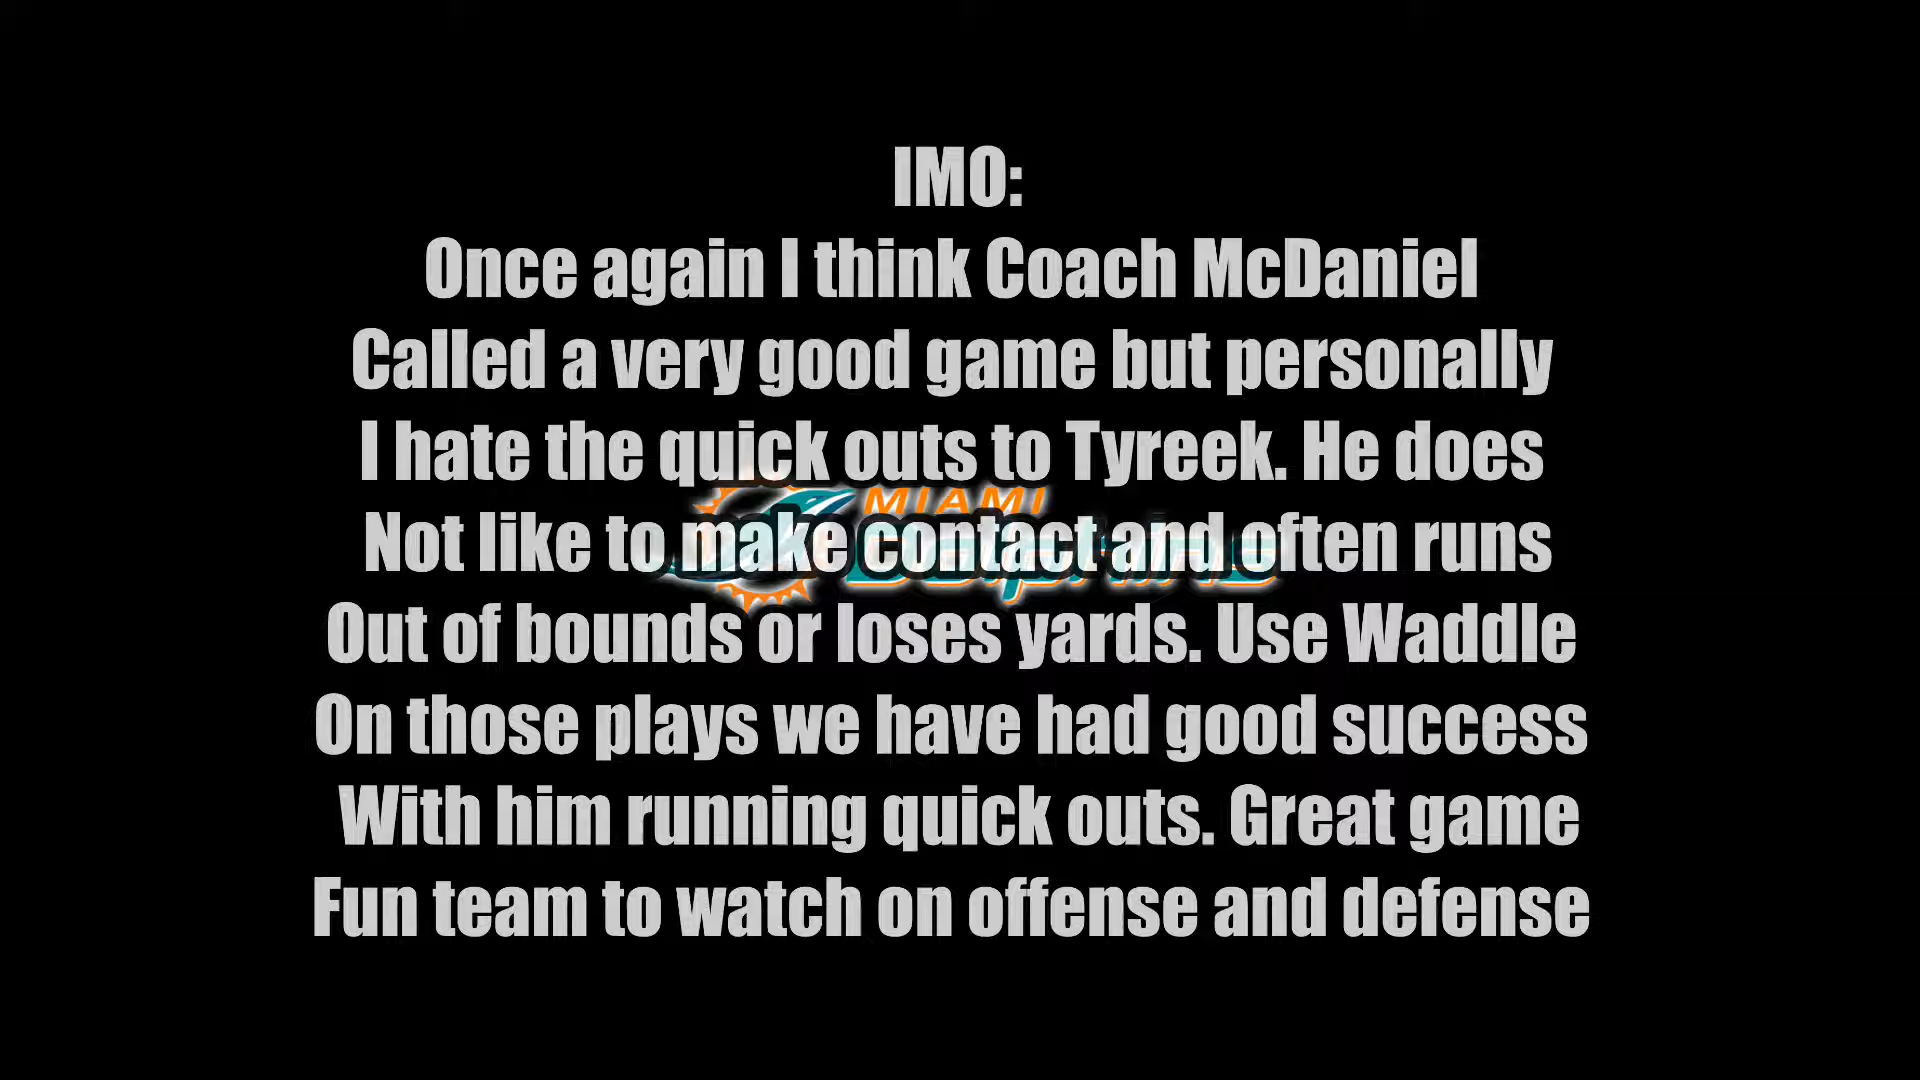 IMO:
Once again I think Coach McDaniel
Called a very good game but personally
I hate the quick outs to Tyreek. He does
MIAMI
Not like to make contact and often runs
Out of bounds or loses yards. Use Waddle
On those plays we have had good success
With him running quick outs. Great game
Fun team to watch on offense and defense